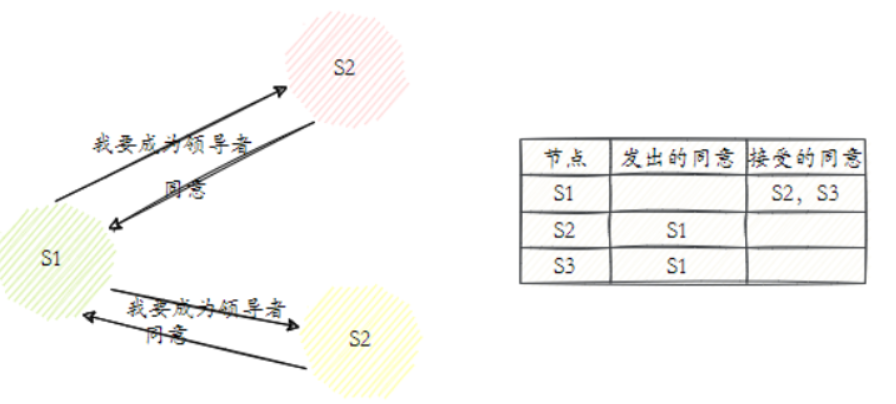 S2
我要成为领导者
同意
S1
我要成为领导者
同意
S2
节点 发出的同意 接受的同意
S1 S2，S3
S2 S1
S3 S1